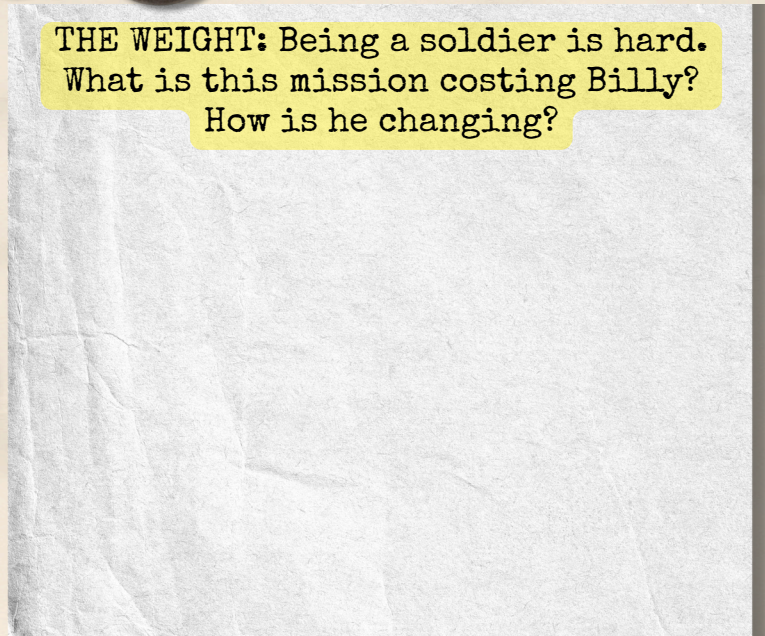 THE WEIGHT: Being a soldier is hard.
What is this mission costing Billy?
How is he changing?